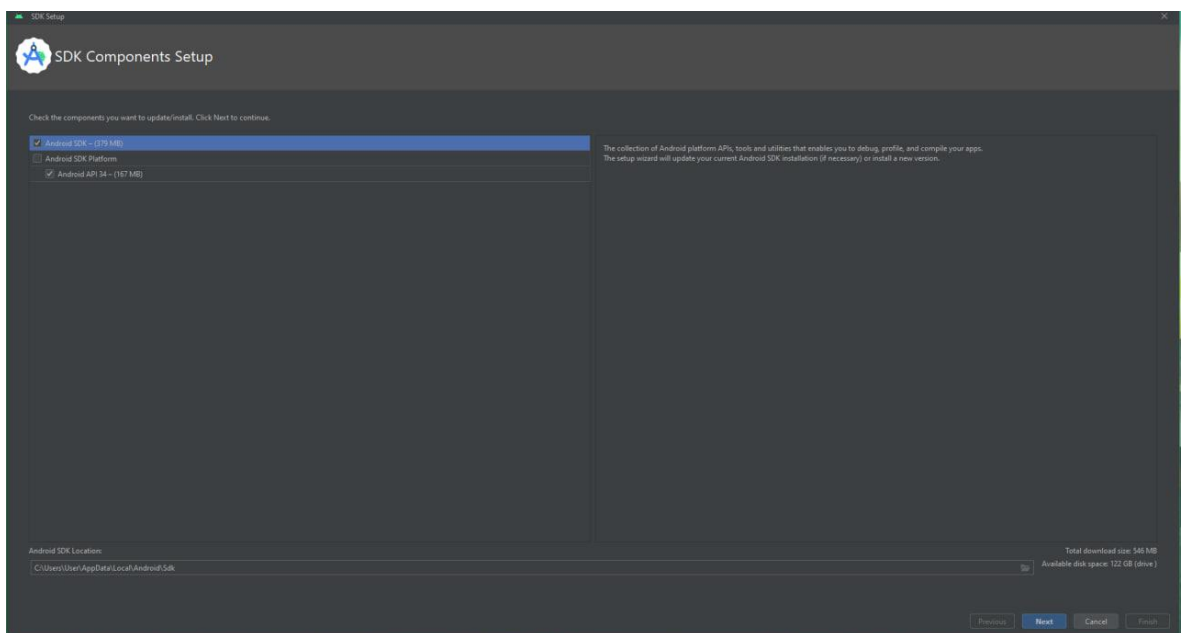 SDK Setup
SDK Components Setup
Check the components you want to update/install. Click Next to continue.
Android SDK – (379 MB)
Android SDK Platform
Android API 34 – (167 MB)
The collection of Android platform APIs, tools and utilities that enables you to debug, profile, and compile your apps.
The setup wizard will update your current Android SDK installation (if necessary) or install a new version.
Android SDK Location:
Total download size: 546 MB
C:\Users\User\AppData\Local\Android\Sdk
Available disk space: 122 GB (drive )
Previous
Next
Cancel
Finish